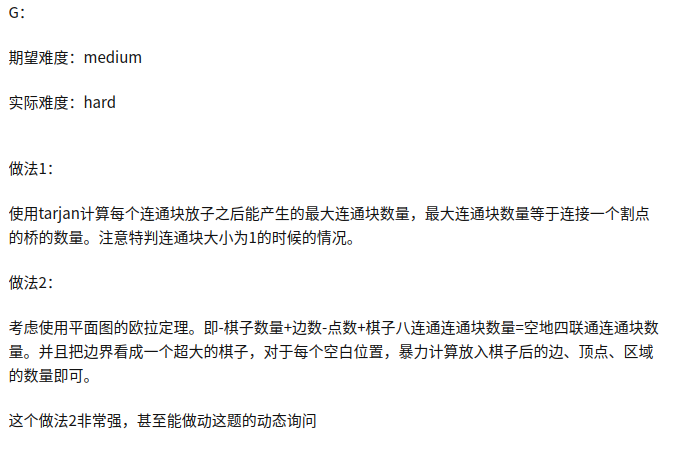 G：
期望难度：medium
实际难度：hard
做法1：
使用tarjan计算每个连通块放子之后能产生的最大连通块数量，最大连通块数量等于连接一个割点
的桥的数量。注意特判连通块大小为1的时候的情况。
做法2：
考虑使用平面图的欧拉定理。即-棋子数量+边数-点数+棋子八连通连通块数量=空地四联通连通块数
量。并且把边界看成一个超大的棋子，对于每个空白位置，暴力计算放入棋子后的边、顶点、区域
的数量即可。
这个做法2非常强，甚至能做动这题的动态询问